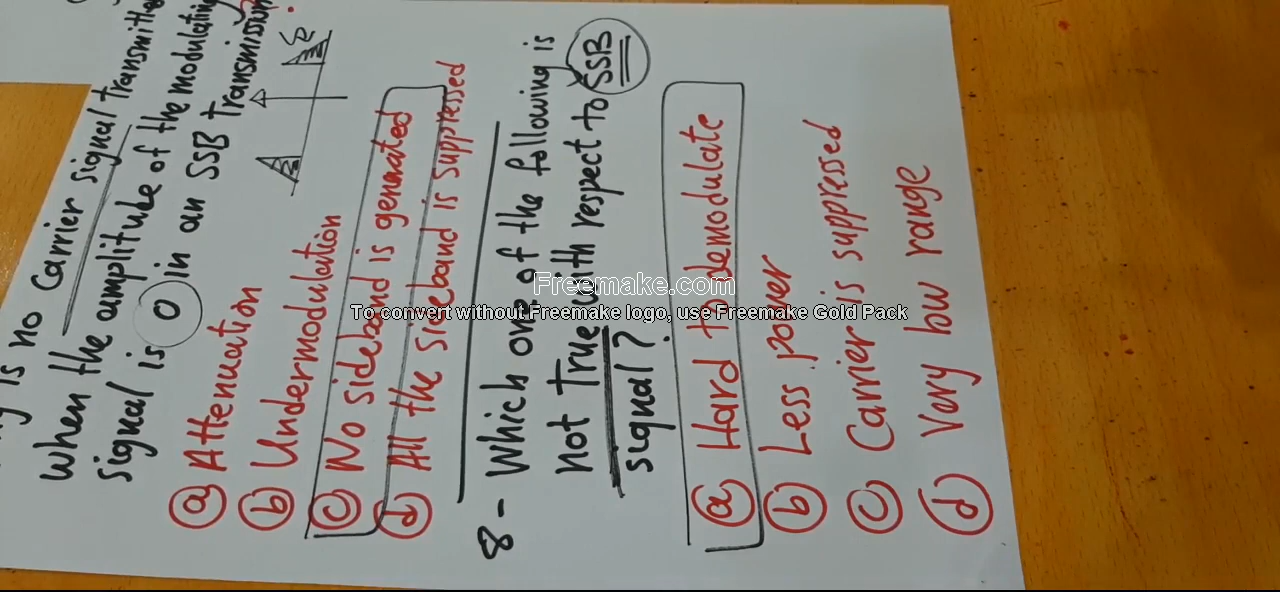 is no carrier signal transmitte
When the amplitude of the modulating
signal is 0 in an SSB transmission
ⓐ Attenuation
ⓑ Undermodulation
ⓒ No sideband is generated
ⓓ All the sideband is suppressed
8 - Which one of the following is
not True with respect to SSB
signal?
ⓐ Hard to demodulate
ⓑ Less power
ⓒ Carrier is suppressed
ⓓ Very low range
Freemake.com
To convert without Freemake logo, use Freemake Gold Pack